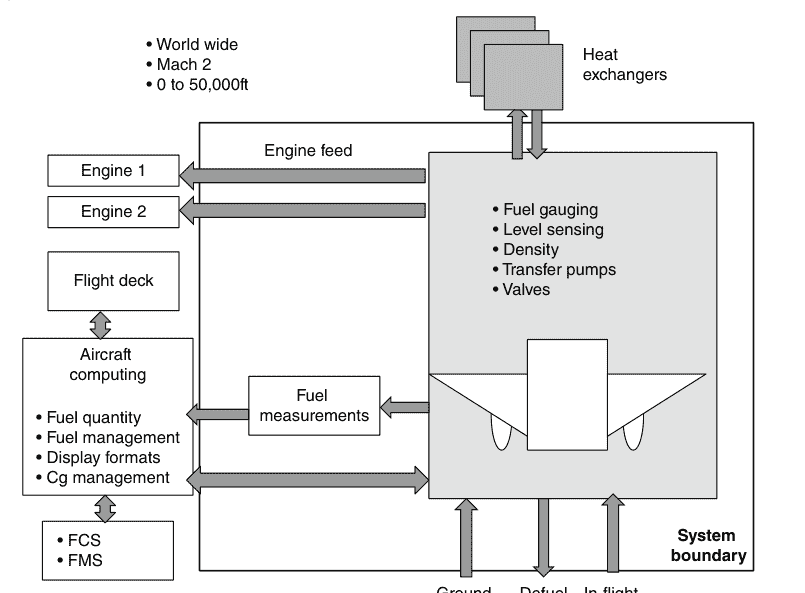 • World wide
• Mach 2
• 0 to 50,000ft
Heat
exchangers
Engine feed
Engine 1
Engine 2
• Fuel gauging
• Level sensing
• Density
• Transfer pumps
• Valves
Flight deck
Aircraft
computing
• Fuel quantity
• Fuel management
• Display formats
• Cg management
Fuel
measurements
• FCS
• FMS
System
boundary
Ground Defuel In-flight